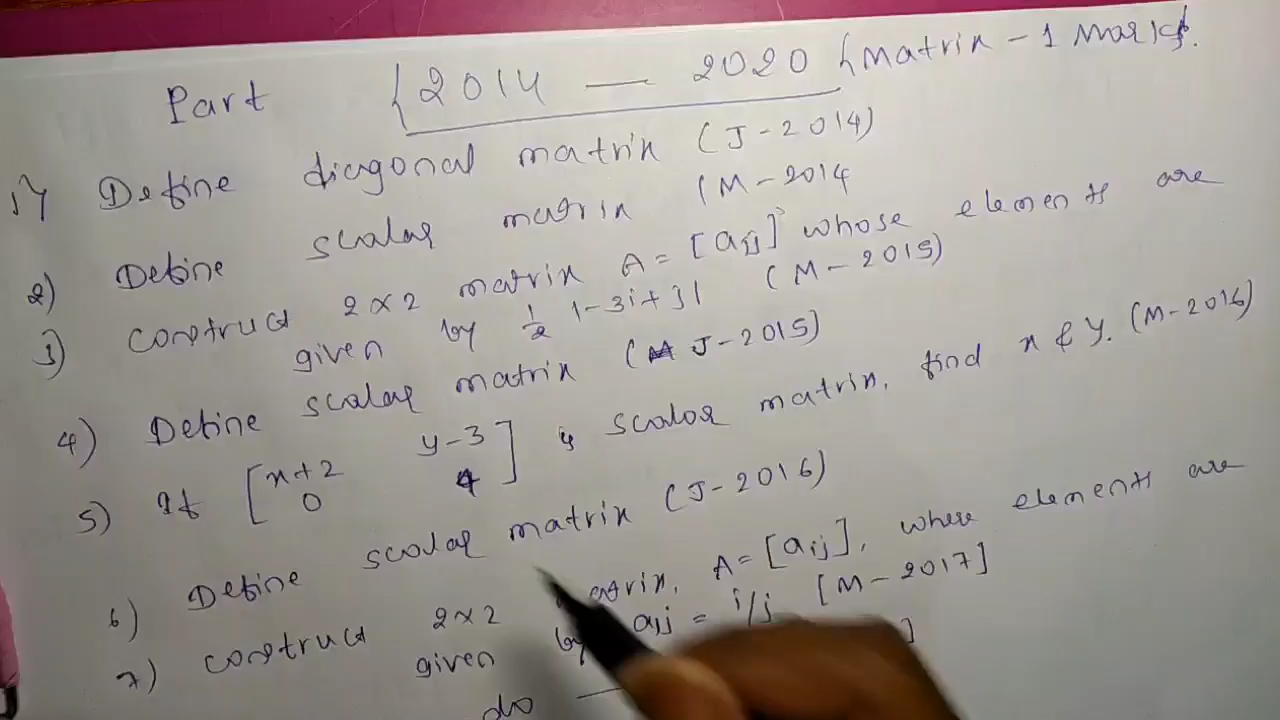 Part {2014 — 2020 {Matrix - 1 Marks.
1) Define diagonal matrix (J-2014)
2) Define scalar matrix (M-2014
3) Construct 2x2 matrix A = [aij] whose elements are
given by 1/2 |-3i+j| (M-2015)
4) Define scalar matrix (J-2015)
5) If [x+2 y-3
0 4] is scalar matrix, find x & y. (M-2016)
6) Define scalar matrix (J-2016)
7) Construct 2x2 matrix, A = [aij], where elements are
given by aij = i/j [M-2017]
do — ]